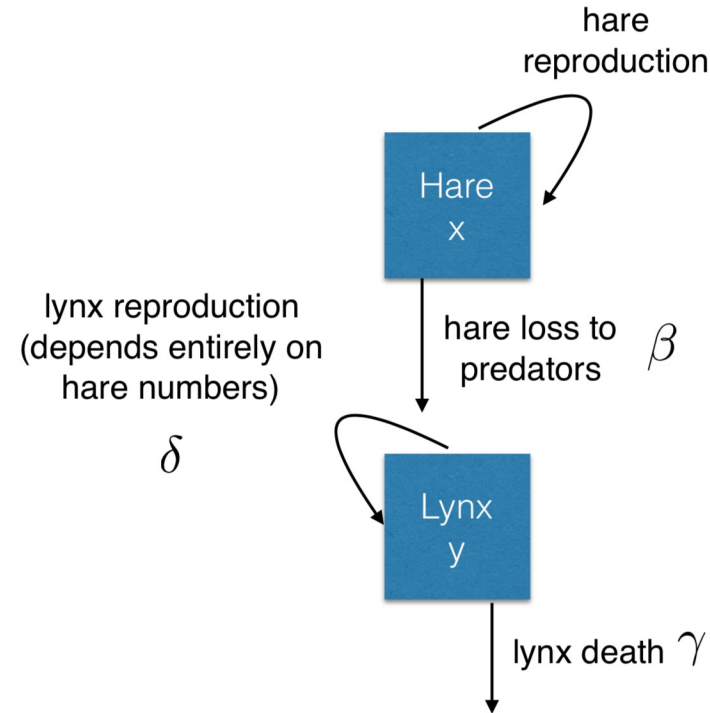 hare
reproduction
Hare
x
lynx reproduction
(depends entirely on
hare numbers)
δ
hare loss to
predators
β
Lynx
y
lynx death γ